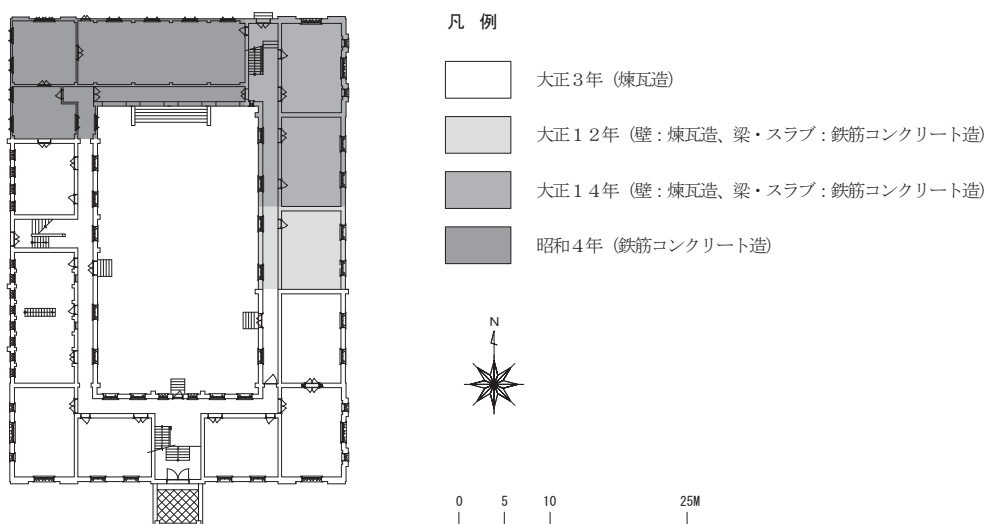 凡 例
大正３年（煉瓦造）
大正１２年（壁：煉瓦造、梁・スラブ：鉄筋コンクリート造）
大正１４年（壁：煉瓦造、梁・スラブ：鉄筋コンクリート造）
昭和４年（鉄筋コンクリート造）
N
0 5 10 25M